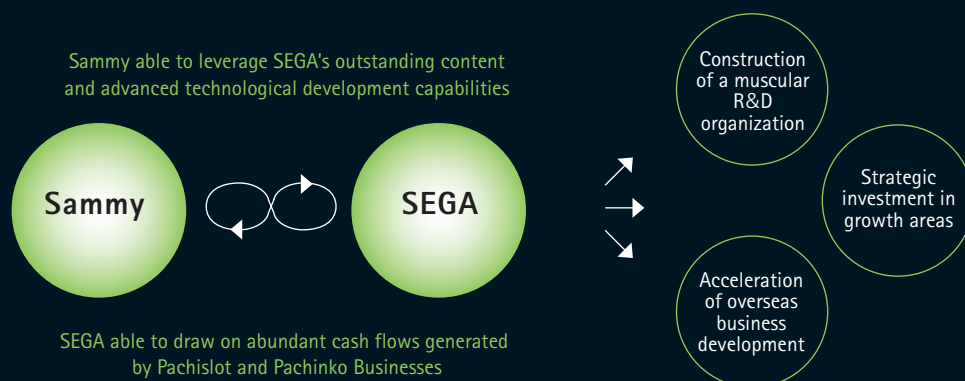 Sammy able to leverage SEGA's outstanding content
and advanced technological development capabilities
Sammy
SEGA
SEGA able to draw on abundant cash flows generated
by Pachislot and Pachinko Businesses
Construction
of a muscular
R&D
organization
Strategic
investment in
growth areas
Acceleration
of overseas
business
development